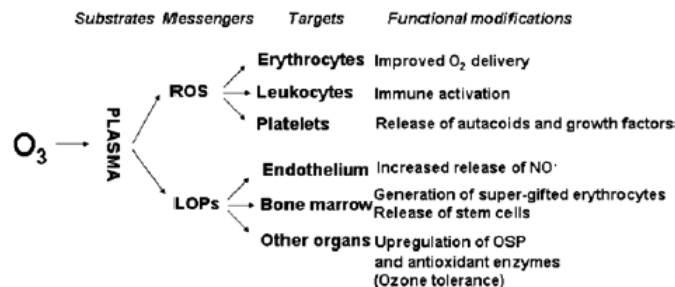 Substrates Messengers Targets Functional modifications
Erythrocytes Improved O₂ delivery
ROS Leukocytes Immune activation
Platelets Release of autacoids and growth factors
O₃ PLASMA
Endothelium Increased release of NO·
LOPs Bone marrow Generation of super-gifted erythrocytes
Release of stem cells
Other organs Upregulation of OSP
and antioxidant enzymes
(Ozone tolerance)